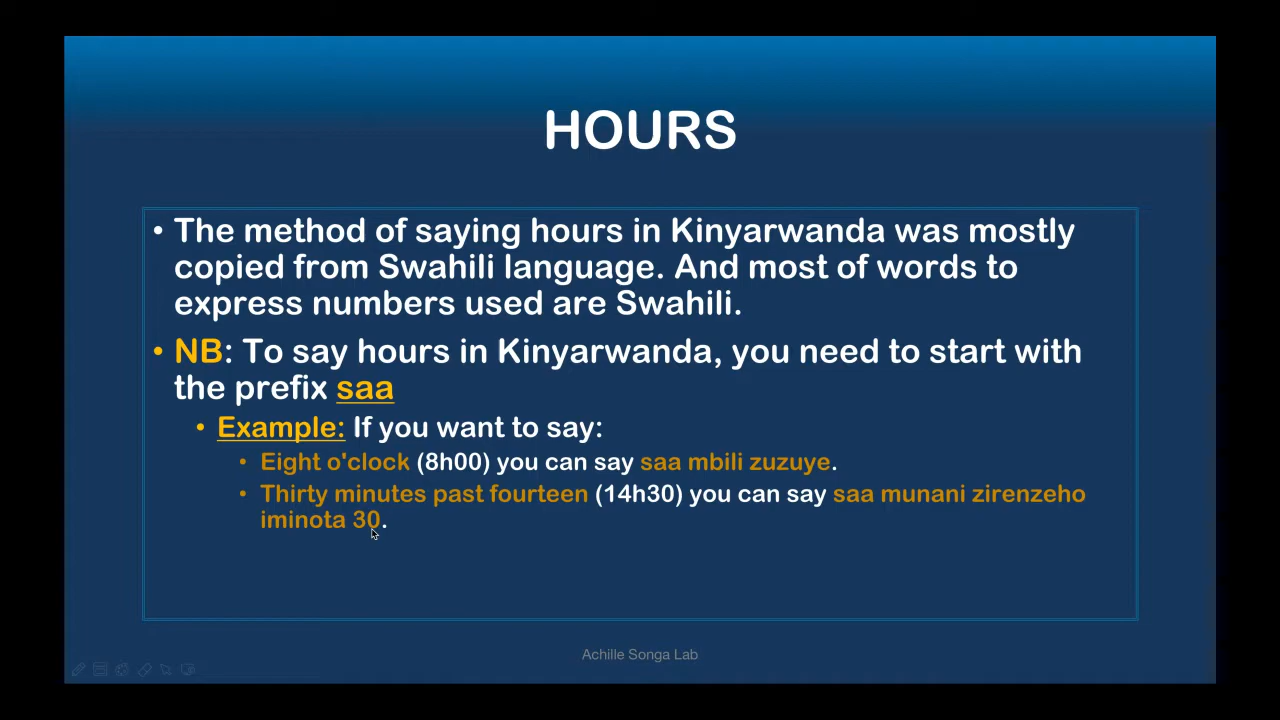 HOURS
• The method of saying hours in Kinyarwanda was mostly
copied from Swahili language. And most of words to
express numbers used are Swahili.
• NB: To say hours in Kinyarwanda, you need to start with
the prefix saa
• Example: If you want to say:
• Eight o'clock (8h00) you can say saa mbili zuzuye.
• Thirty minutes past fourteen (14h30) you can say saa munani zirenzeho
iminota 30.
Achille Songa Lab